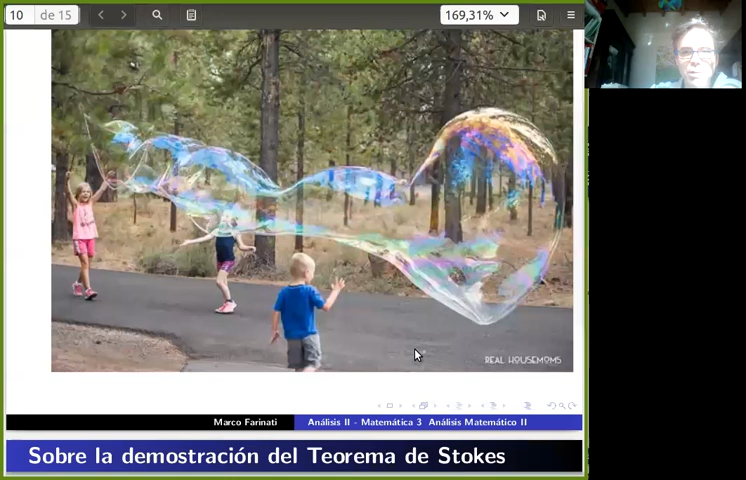 10 de 15 169,31%
REAL HOUSEMOMS
Marco Farinati Análisis II - Matemática 3 Análisis Matemático II
Sobre la demostración del Teorema de Stokes